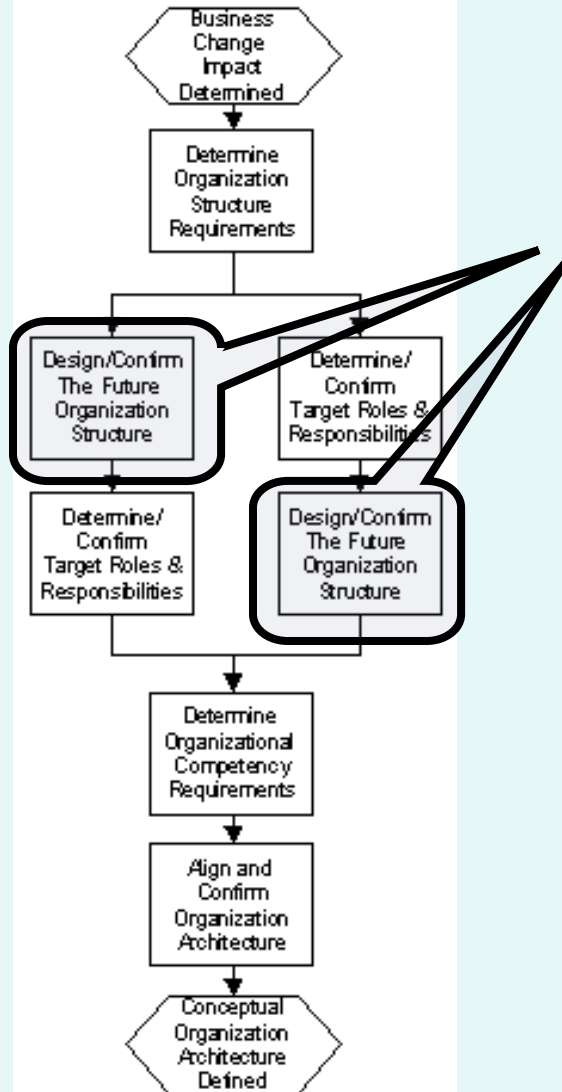 Business
Change
Impact
Determined
Determine
Organization
Structure
Requirements
Design/Confirm
The Future
Organization
Structure
Determine/
Confirm
Target Roles &
Responsibilities
Determine/
Confirm
Target Roles &
Responsibilities
Design/Confirm
The Future
Organization
Structure
Determine
Organizational
Competency
Requirements
Align and
Confirm
Organization
Architecture
Conceptual
Organization
Architecture
Defined